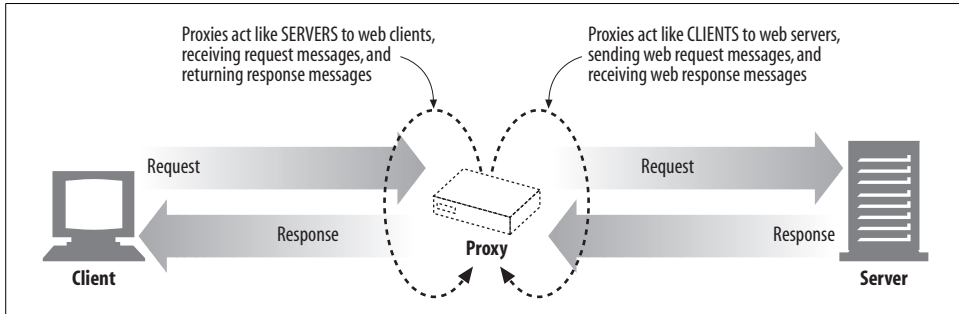 Proxies act like SERVERS to web clients,
receiving request messages, and
returning response messages
Proxies act like CLIENTS to web servers,
sending web request messages, and
receiving web response messages
Request
Request
Response
Response
Proxy
Client
Server